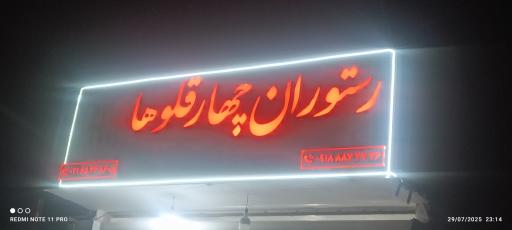 رستوران چهارقلوها
REDMI NOTE 11 PRO
29/07/2025 23:14